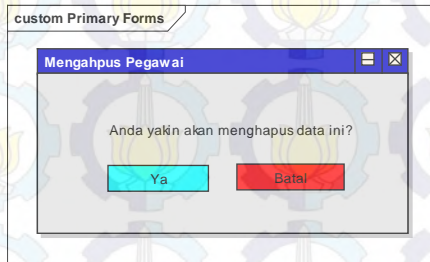 custom Primary Forms
Mengahpus Pegawai
Anda yakin akan menghapus data ini?
Ya
Batal